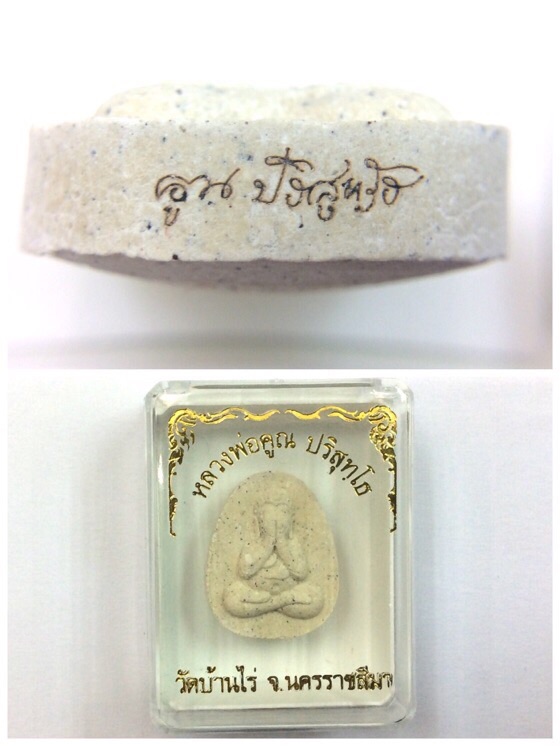 คูน ปริสุทฺโธ
หลวงพ่อคูณ ปริสุทโธ
วัดบ้านไร่ จ.นครราชสีมา